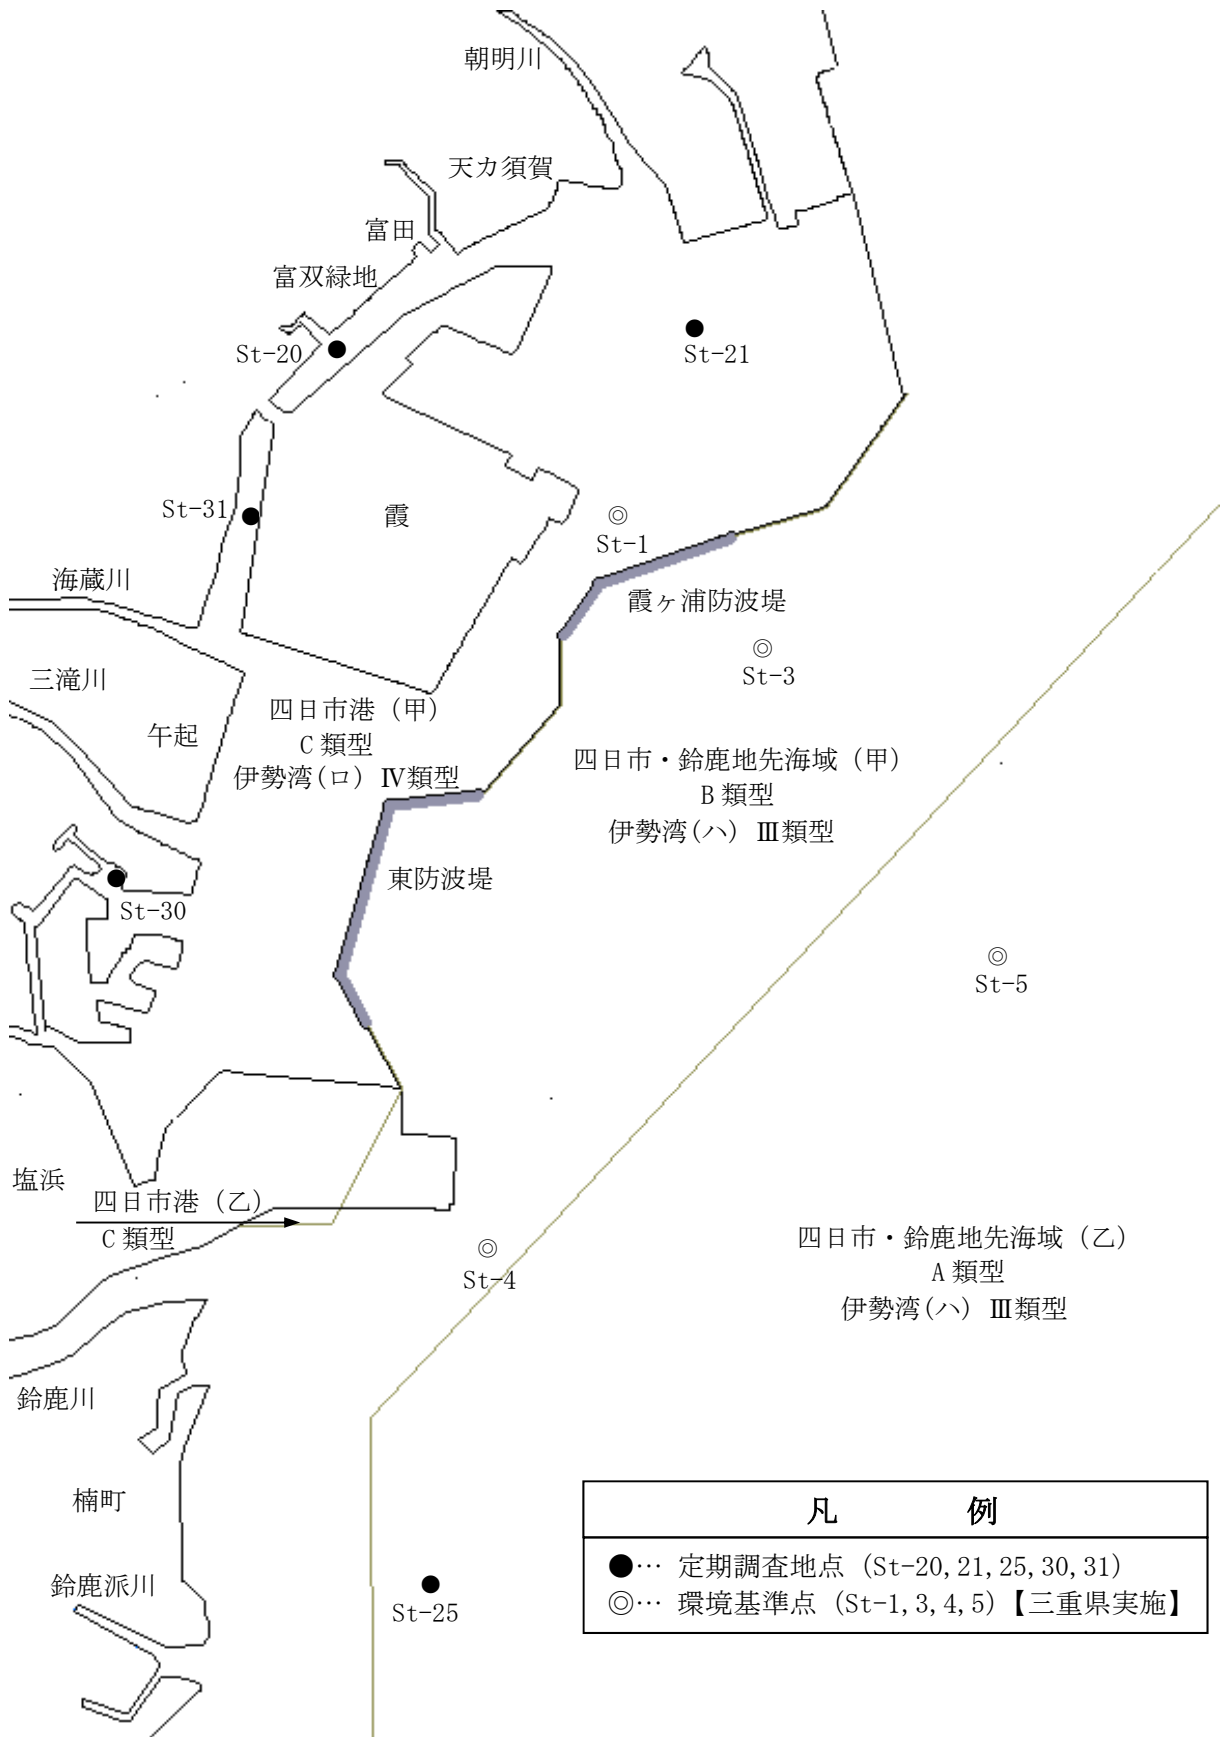 朝明川
天カ須賀
富田
富双緑地
St-20
St-21
St-31
霞
St-1
海蔵川
霞ヶ浦防波堤
St-3
三滝川
午起
四日市港（甲）
C類型
伊勢湾(ロ) Ⅳ類型
四日市・鈴鹿地先海域（甲）
B類型
伊勢湾(ハ) Ⅲ類型
東防波堤
St-30
St-5
塩浜
四日市港（乙）
C類型
St-4
四日市・鈴鹿地先海域（乙）
A類型
伊勢湾(ハ) Ⅲ類型
鈴鹿川
楠町
鈴鹿派川
St-25
凡　　例
●… 定期調査地点（St-20,21,25,30,31）
◎… 環境基準点（St-1,3,4,5）【三重県実施】